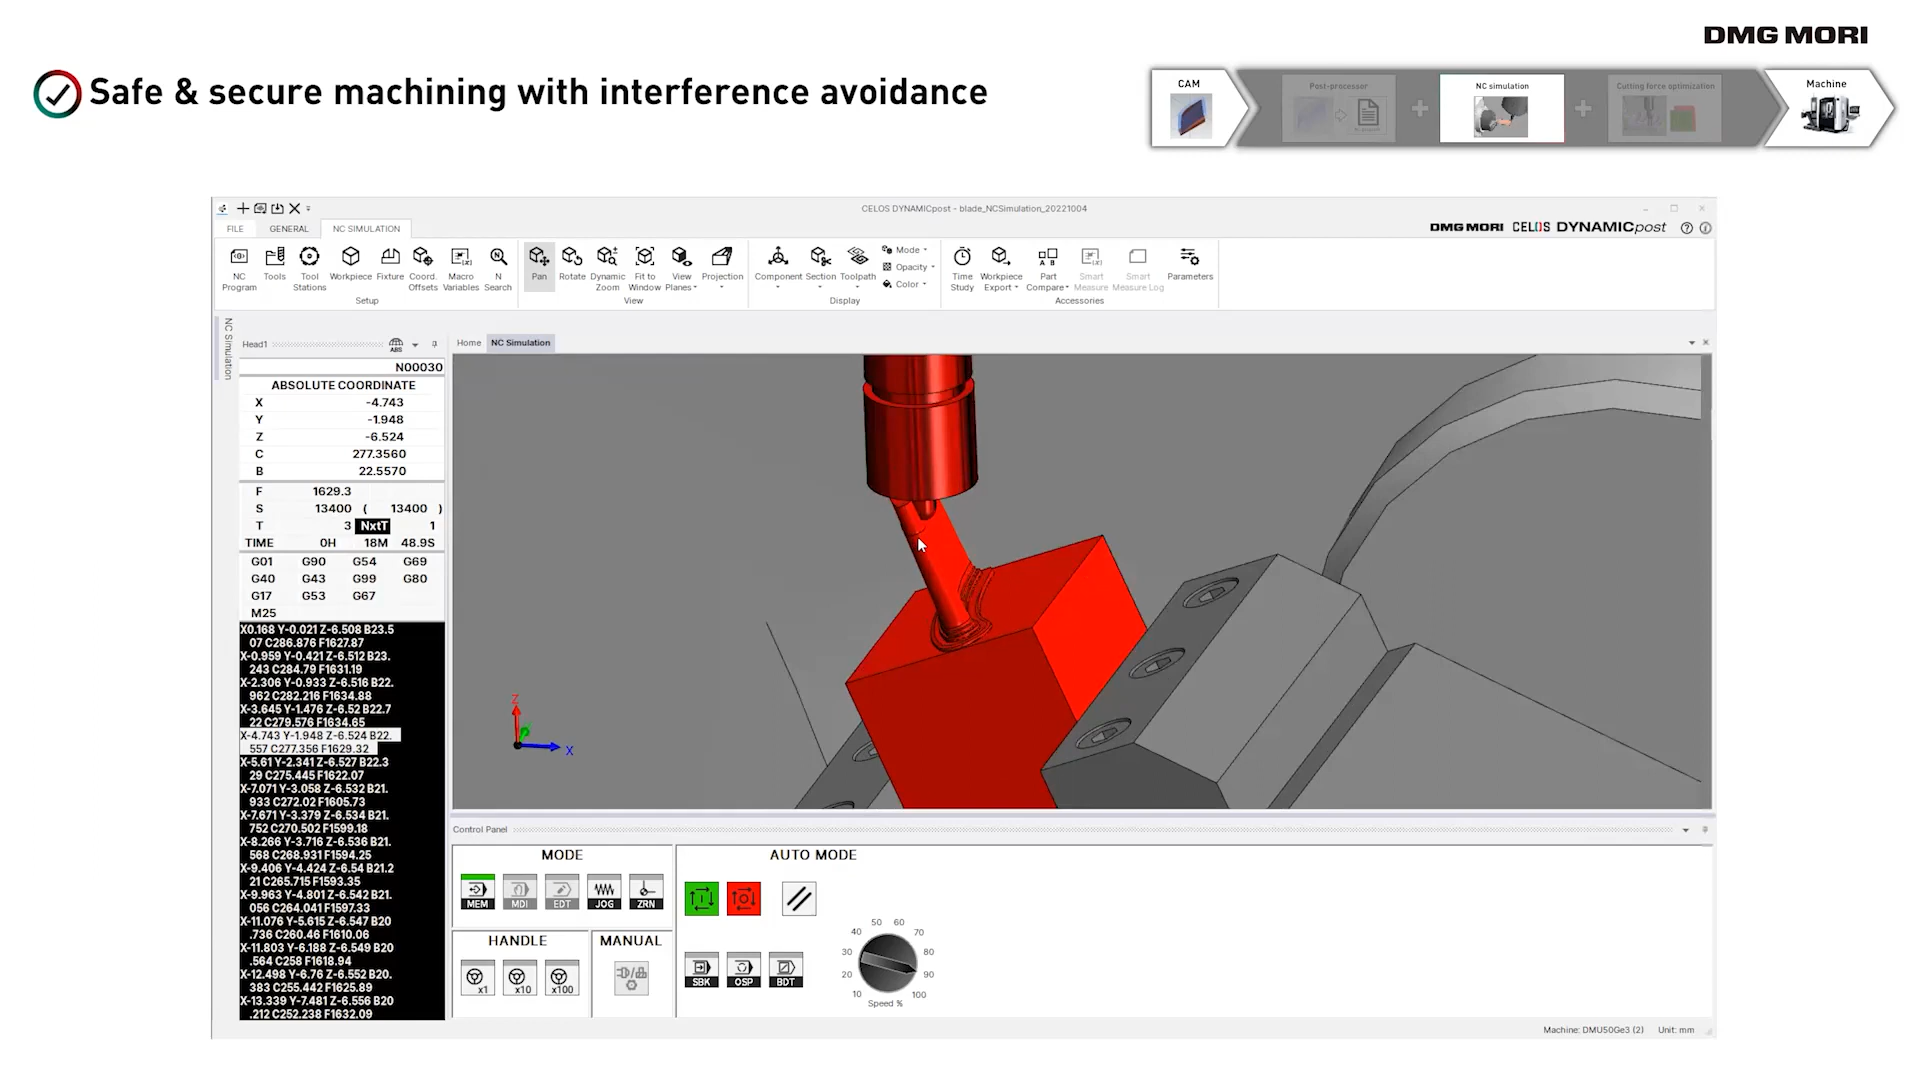 DMG MORI
Safe & secure machining with interference avoidance
CAM
Post-processor
NC simulation
Cutting force optimization
Machine
CELOS DYNAMICpost - blade_NCSimulation_20221004
FILE GENERAL NC SIMULATION
DMG MORI CELOS DYNAMICpost
NC Program
Tools
Tool Stations
Workpiece
Fixture
Coord. Offsets
Macro Variables
N Search
Setup
Pan
Rotate
Dynamic Zoom
Fit to Window
View Planes
Projection
View
Component
Section
Toolpath
Mode
Opacity
Color
Display
Time Study
Workpiece Export
Part Compare
Smart Measure
Smart Measure Log
Parameters
Accessories
NC Simulation
Head1
ABS
Home NC Simulation
N00030
ABSOLUTE COORDINATE
X -4.743
Y -1.948
Z -6.524
C 277.3560
B 22.5570
F 1629.3
S 13400 ( 13400 )
T 3 NxtT 1
TIME 0H 18M 48.9S
G01 G90 G54 G69
G40 G43 G99 G80
G17 G53 G67
M25
X0.168 Y-0.021 Z-6.508 B23.5
07 C286.876 F1627.87
X-0.959 Y-0.421 Z-6.512 B23.
243 C284.79 F1631.19
X-2.306 Y-0.933 Z-6.516 B22.
962 C282.216 F1634.88
X-3.645 Y-1.476 Z-6.52 B22.7
22 C279.576 F1634.65
X-4.743 Y-1.948 Z-6.524 B22.
557 C277.356 F1629.32
X-5.61 Y-2.341 Z-6.527 B22.3
29 C275.445 F1622.07
X-7.071 Y-3.058 Z-6.532 B21.
933 C272.02 F1605.73
X-7.671 Y-3.379 Z-6.534 B21.
752 C270.502 F1599.18
X-8.266 Y-3.716 Z-6.536 B21.
568 C268.931 F1594.25
X-9.406 Y-4.424 Z-6.54 B21.2
21 C265.715 F1593.35
X-9.963 Y-4.801 Z-6.542 B21.
056 C264.041 F1597.33
X-11.076 Y-5.615 Z-6.547 B20
.736 C260.46 F1610.06
X-11.803 Y-6.188 Z-6.549 B20
.564 C258 F1618.94
X-12.498 Y-6.76 Z-6.552 B20.
383 C255.442 F1625.89
X-13.339 Y-7.481 Z-6.556 B20
.212 C252.238 F1632.09
Z
X
Control Panel
MODE
MEM MDI EDT JOG ZRN
HANDLE
x1 x10 x100
MANUAL
AUTO MODE
SBK OSP BDT
10 20 30 40 50 60 70 80 90 100
Speed %
Machine: DMU50Ge3 (2) Unit: mm